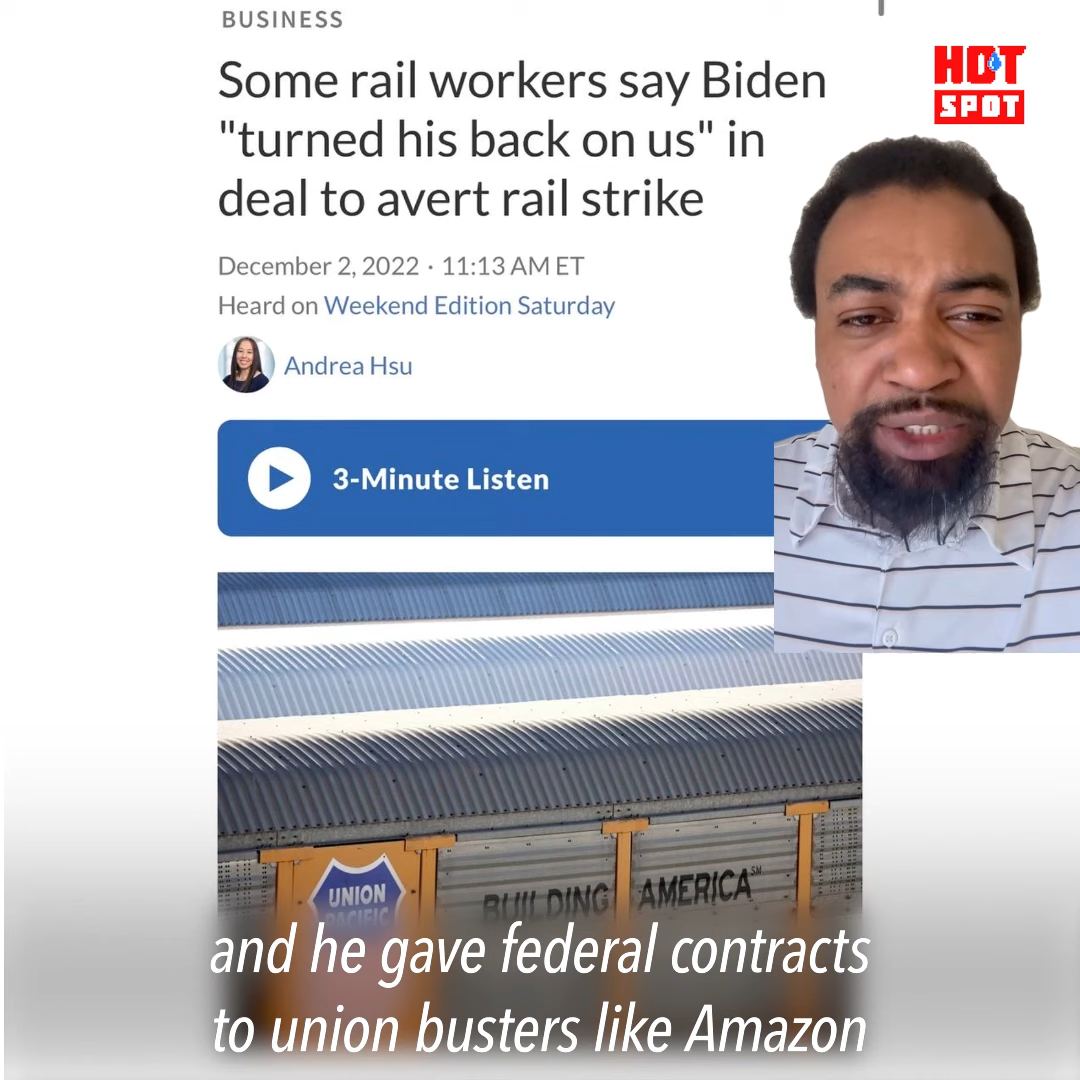 BUSINESS
HOT
SPOT
Some rail workers say Biden
"turned his back on us" in
deal to avert rail strike
December 2, 2022 · 11:13 AM ET
Heard on Weekend Edition Saturday
Andrea Hsu
3-Minute Listen
UNION
PACIFIC
BUILDING AMERICA℠
and he gave federal contracts
to union busters like Amazon